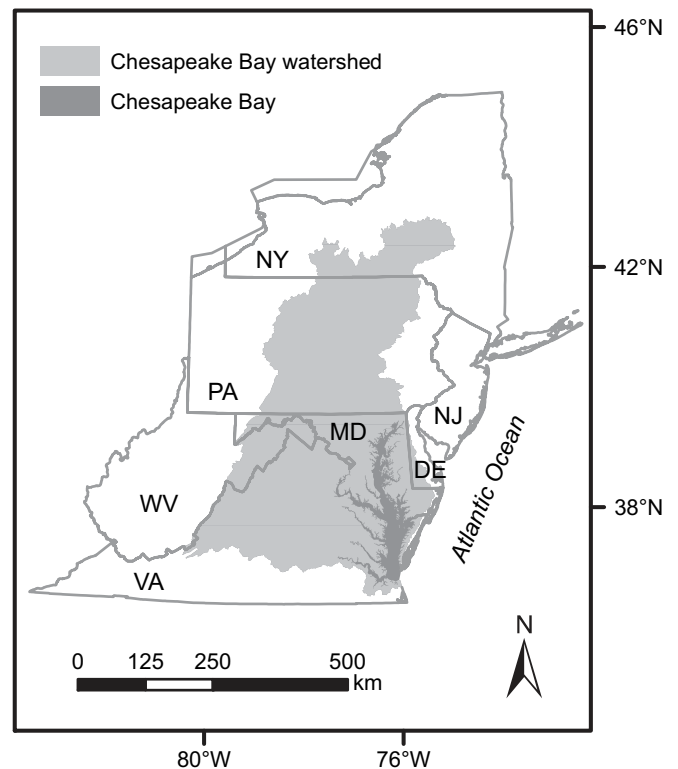 46°N
Chesapeake Bay watershed
Chesapeake Bay
NY
42°N
PA
NJ
MD
DE
WV
38°N
Atlantic Ocean
VA
N
0 125 250 500
km
80°W 76°W